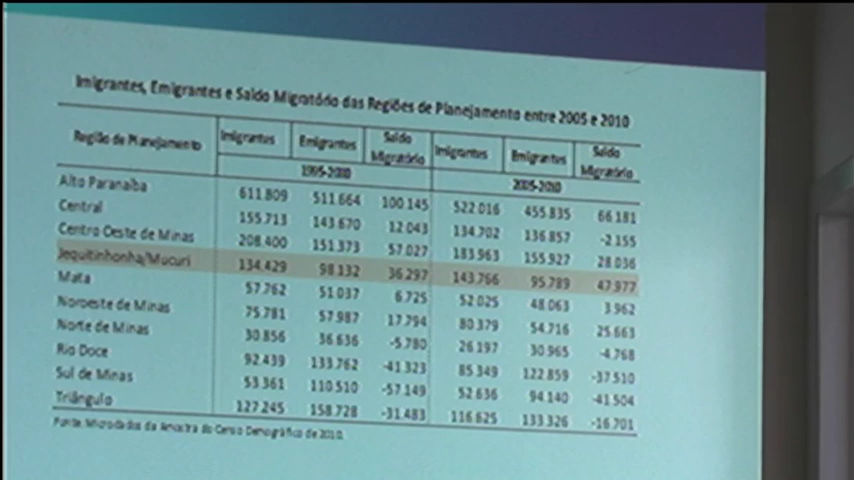 Imigrantes, Emigrantes e Saldo Migratório das Regiões de Planejamento entre 2005 e 2010
Região de Planejamento Imigrantes Emigrantes Saldo Migratório Imigrantes Emigrantes Saldo Migratório
1995-2000 2005-2010
Alto Paranaíba 611.809 511.664 100.145 522.016 455.835 66.181
Central 155.713 143.670 12.043 134.702 136.857 -2.155
Centro Oeste de Minas 208.400 151.373 57.027 183.963 155.927 28.036
Jequitinhonha/Mucuri 134.429 98.132 36.297 143.766 95.789 47.977
Mata 57.762 51.037 6.725 52.025 48.063 3.962
Noroeste de Minas 75.781 57.987 17.794 80.379 54.716 25.663
Norte de Minas 30.856 36.636 -5.780 26.197 30.965 -4.768
Rio Doce 92.439 133.762 -41.323 85.349 122.859 -37.510
Sul de Minas 53.361 110.510 -57.149 52.636 94.140 -41.504
Triângulo 127.245 158.728 -31.483 116.625 133.326 -16.701
Fonte: Microdados da Amostra do Censo Demográfico de 2010.